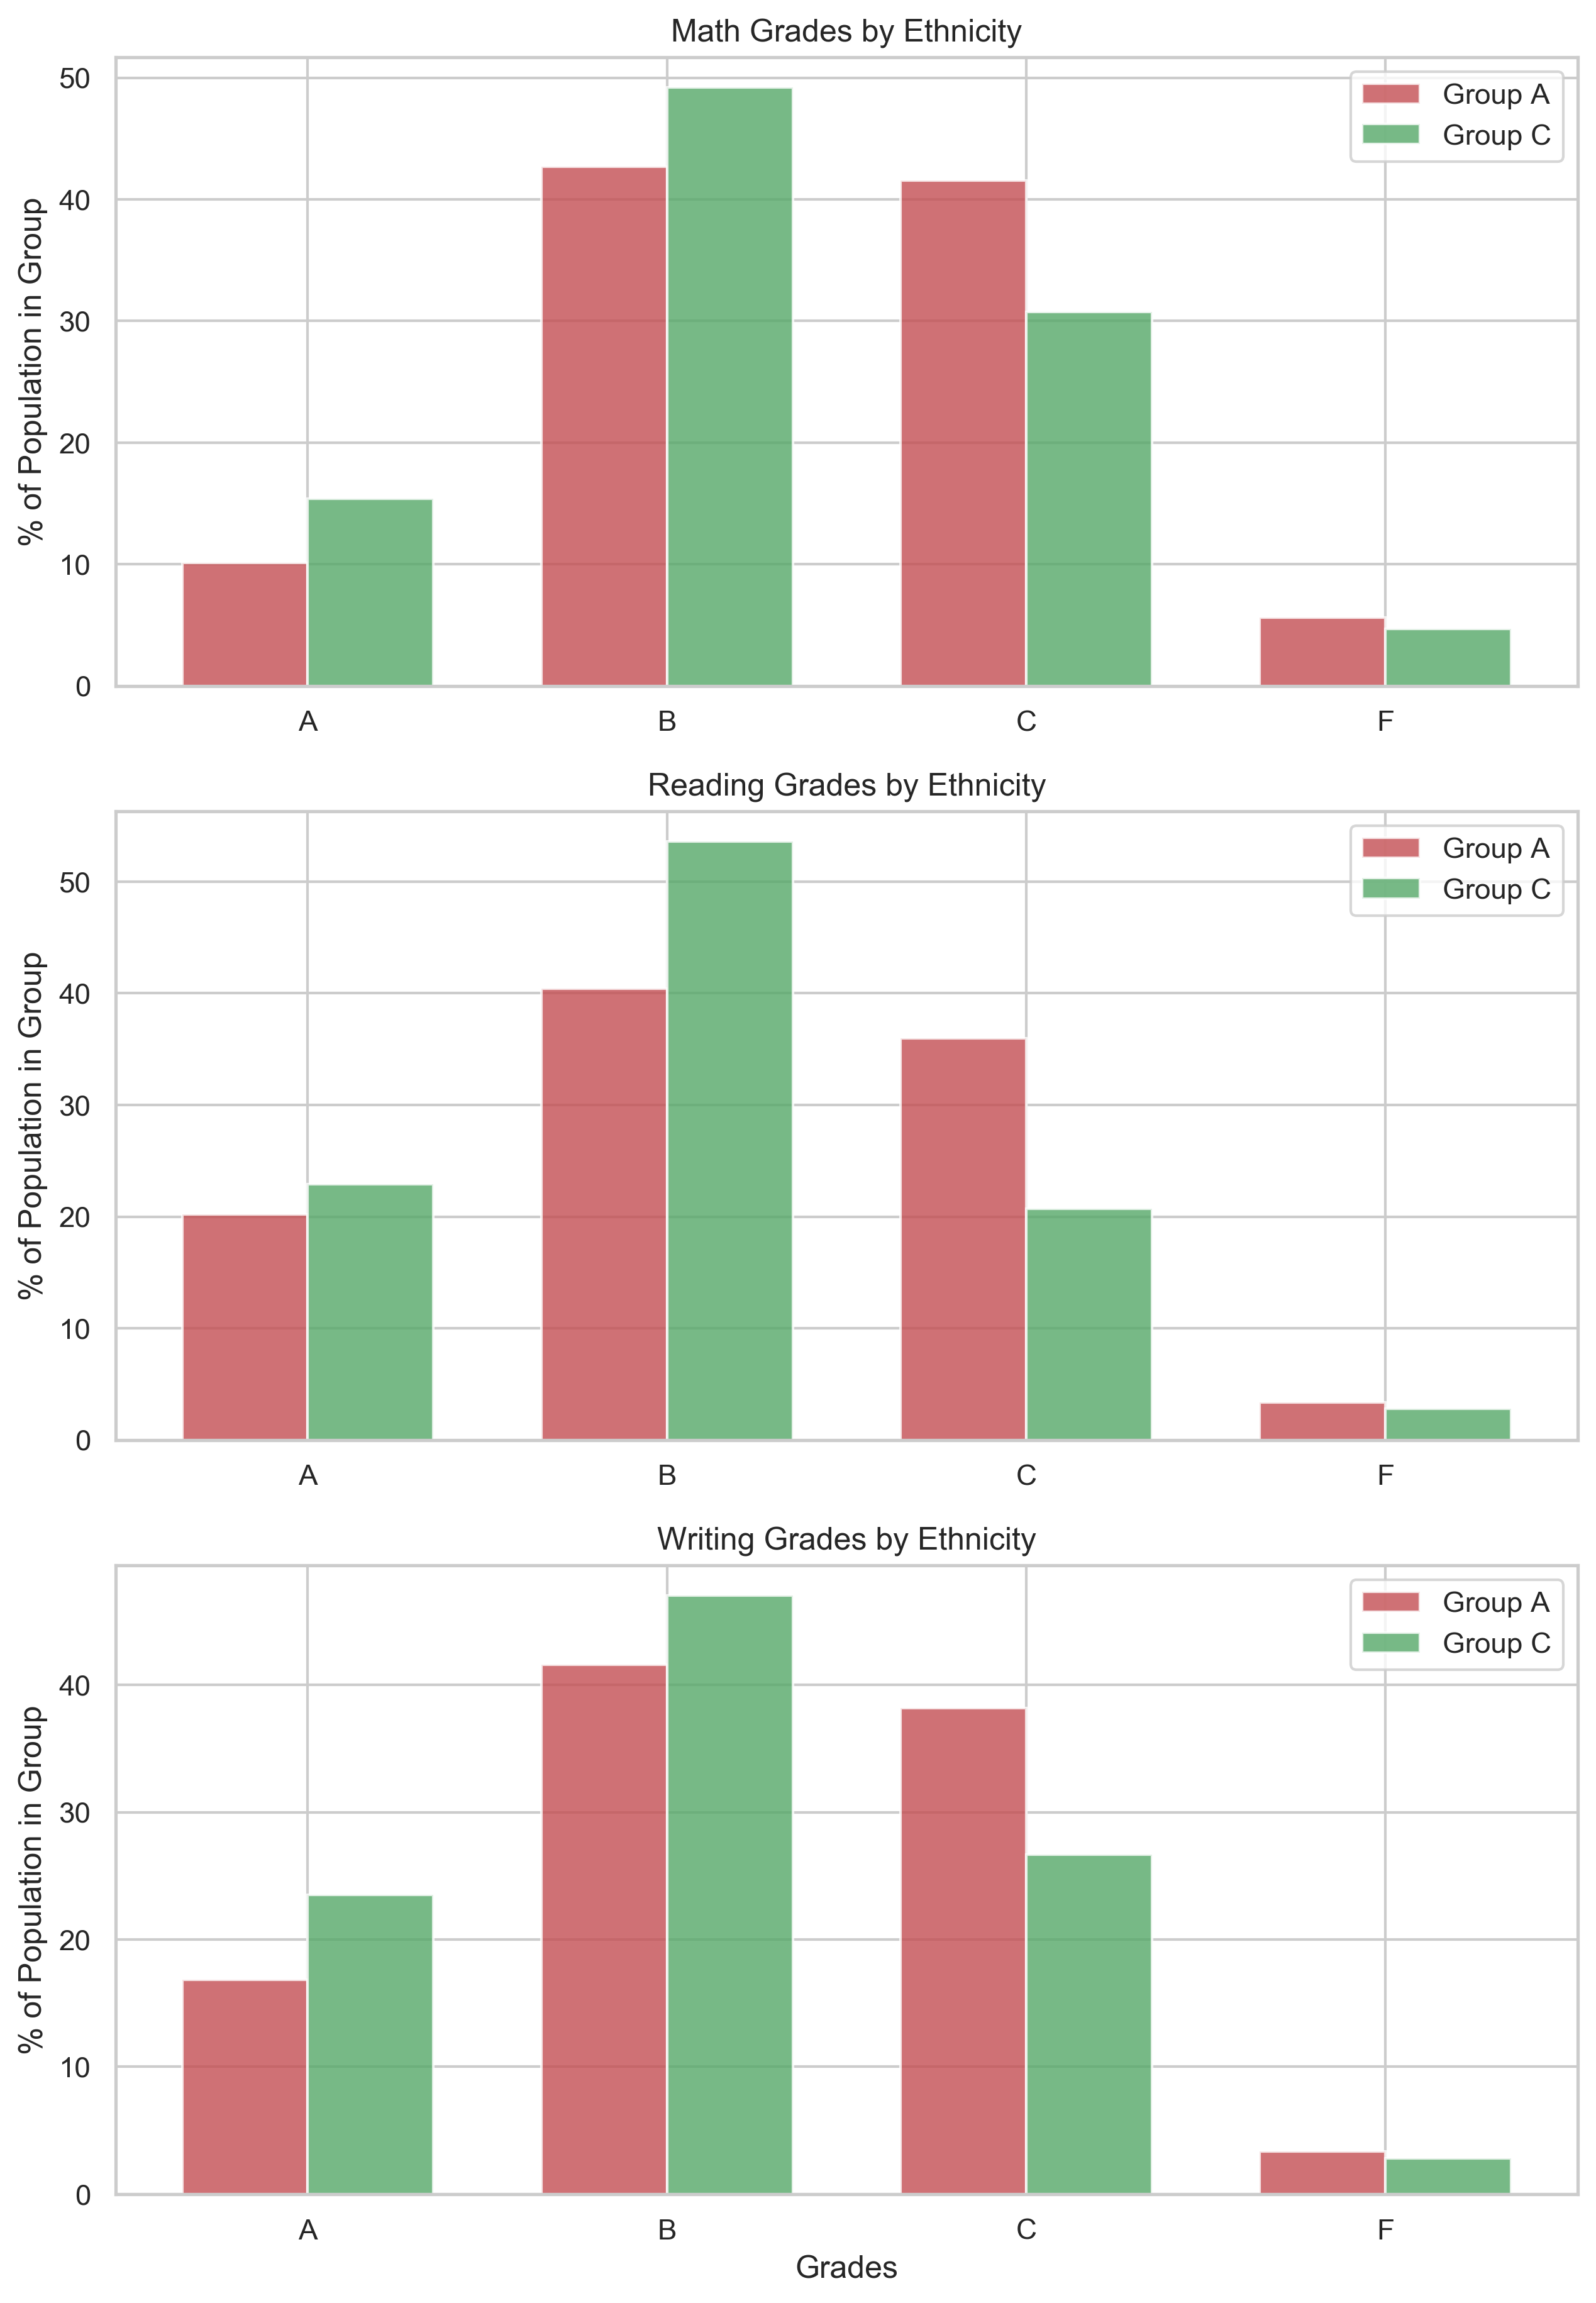 Math Grades by Ethnicity
% of Population in Group
50
40
30
20
10
0
Group A
Group C
A B C F
Reading Grades by Ethnicity
% of Population in Group
50
40
30
20
10
0
Group A
Group C
A B C F
Writing Grades by Ethnicity
% of Population in Group
40
30
20
10
0
Group A
Group C
A B C F
Grades